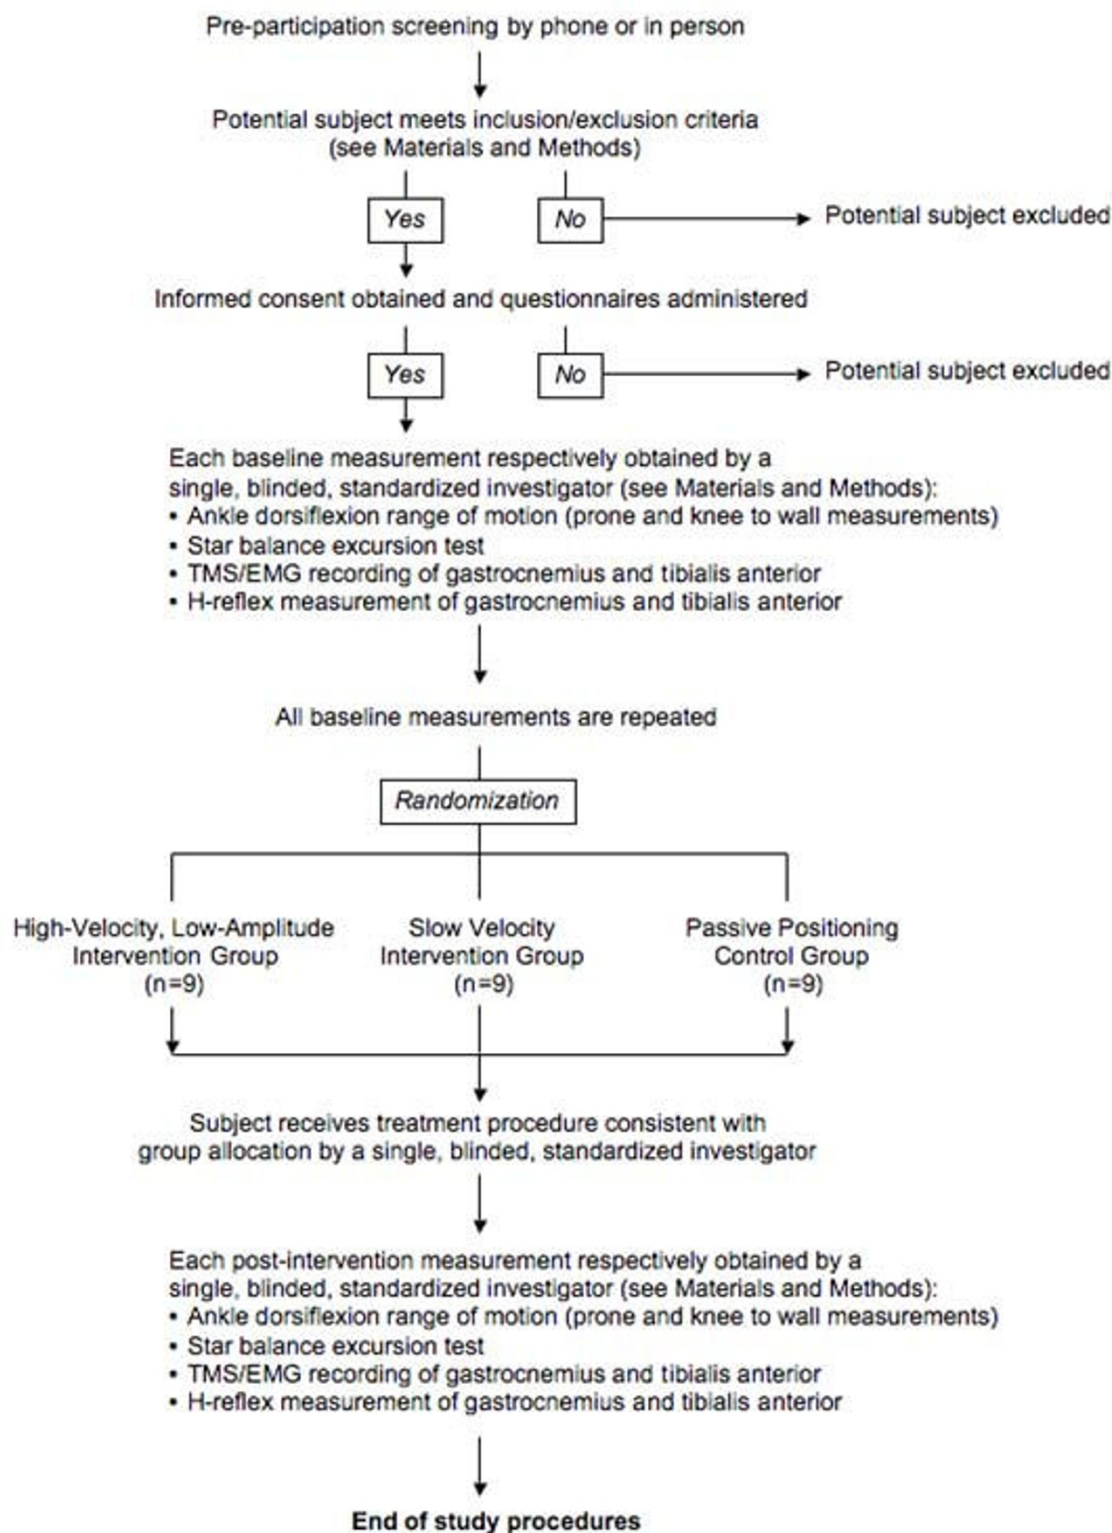 Pre-participation screening by phone or in person
Potential subject meets inclusion/exclusion criteria
(see Materials and Methods)
Yes
No
Potential subject excluded
Informed consent obtained and questionnaires administered
Yes
No
Potential subject excluded
Each baseline measurement respectively obtained by a
single, blinded, standardized investigator (see Materials and Methods):
• Ankle dorsiflexion range of motion (prone and knee to wall measurements)
• Star balance excursion test
• TMS/EMG recording of gastrocnemius and tibialis anterior
• H-reflex measurement of gastrocnemius and tibialis anterior
All baseline measurements are repeated
Randomization
High-Velocity, Low-Amplitude
Intervention Group
(n=9)
Slow Velocity
Intervention Group
(n=9)
Passive Positioning
Control Group
(n=9)
Subject receives treatment procedure consistent with
group allocation by a single, blinded, standardized investigator
Each post-intervention measurement respectively obtained by a
single, blinded, standardized investigator (see Materials and Methods):
• Ankle dorsiflexion range of motion (prone and knee to wall measurements)
• Star balance excursion test
• TMS/EMG recording of gastrocnemius and tibialis anterior
• H-reflex measurement of gastrocnemius and tibialis anterior
End of study procedures